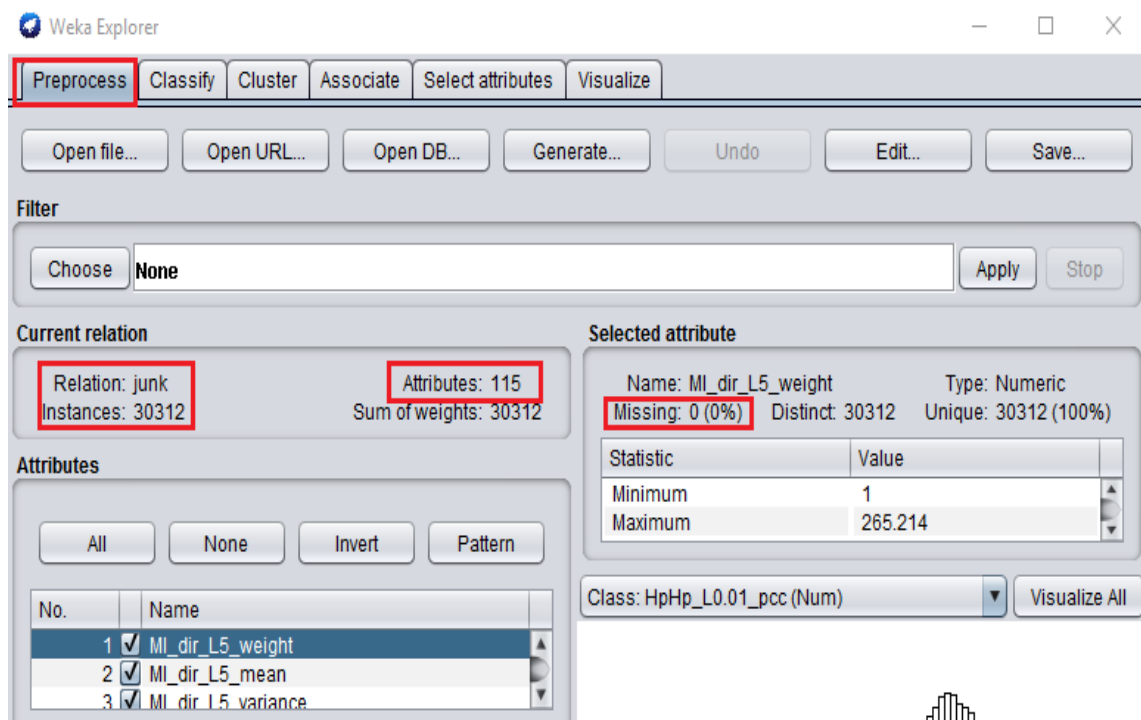 Weka Explorer
Preprocess Classify Cluster Associate Select attributes Visualize
Open file... Open URL... Open DB... Generate... Undo Edit... Save...
Filter
Choose None Apply Stop
Current relation
Relation: junk Attributes: 115
Instances: 30312 Sum of weights: 30312
Attributes
All None Invert Pattern
No. Name
1 MI_dir_L5_weight
2 MI_dir_L5_mean
3 MI_dir_L5_variance
Selected attribute
Name: MI_dir_L5_weight Type: Numeric
Missing: 0 (0%) Distinct: 30312 Unique: 30312 (100%)
Statistic Value
Minimum 1
Maximum 265.214
Class: HpHp_L0.01_pcc (Num) Visualize All